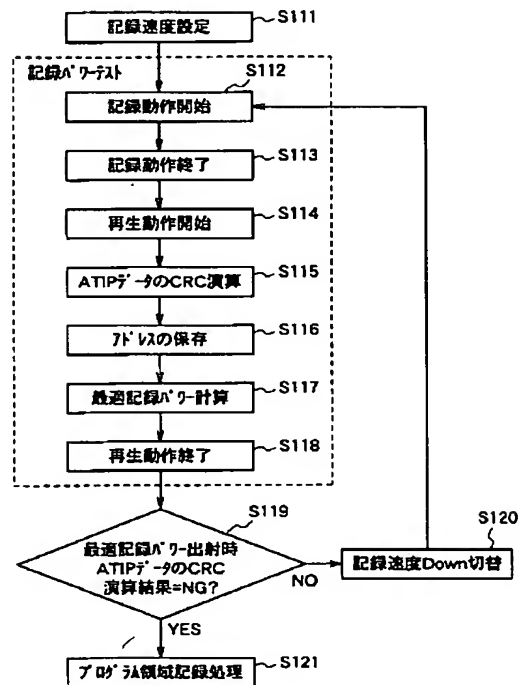 記録速度設定
S111
記録パワーテスト
S112
記録動作開始
記録動作終了
S113
再生動作開始
S114
ATIPデータのCRC演算
S115
アドレスの保存
S116
最適記録パワー計算
S117
再生動作終了
S118
S119
最適記録パワー出射時
ATIPデータのCRC
演算結果=NG?
NO
S120
記録速度Down切替
YES
プログラム領域記録処理
S121